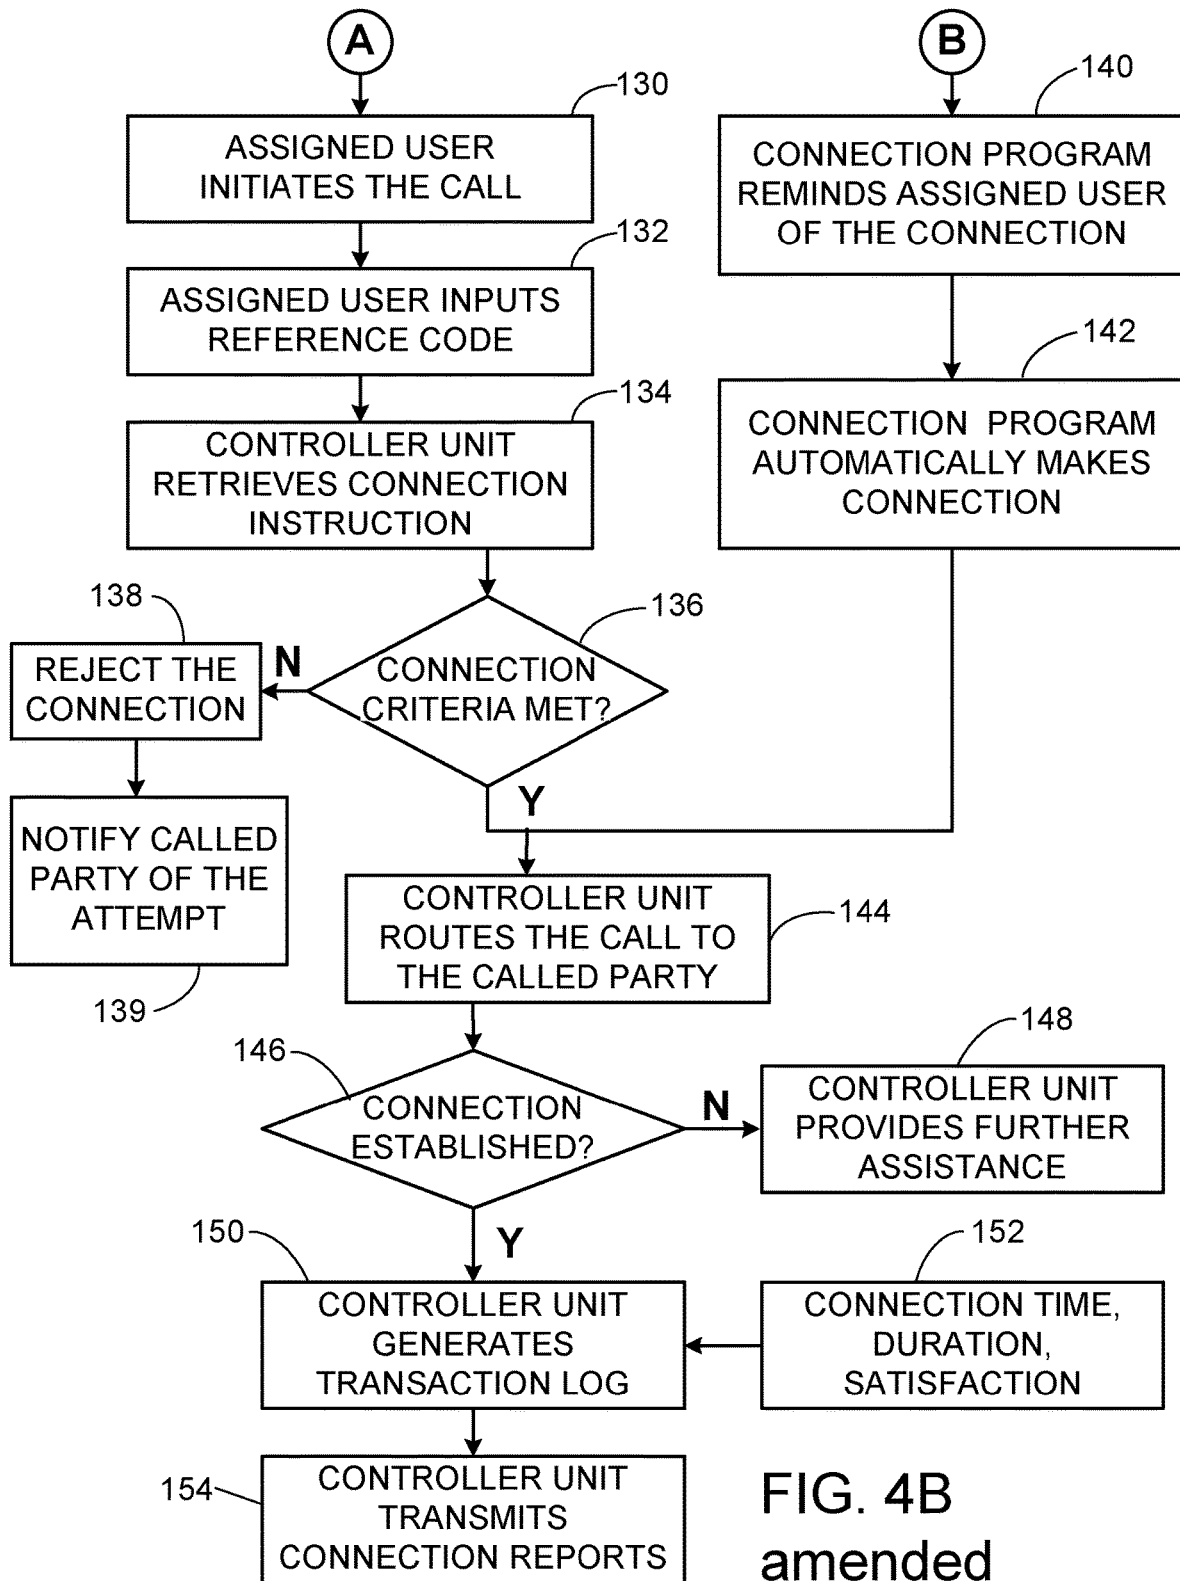 A
130
ASSIGNED USER
INITIATES THE CALL
132
ASSIGNED USER INPUTS
REFERENCE CODE
134
CONTROLLER UNIT
RETRIEVES CONNECTION
INSTRUCTION
136
CONNECTION
CRITERIA MET?
N
138
REJECT THE
CONNECTION
NOTIFY CALLED
PARTY OF THE
ATTEMPT
139
B
140
CONNECTION PROGRAM
REMINDS ASSIGNED USER
OF THE CONNECTION
142
CONNECTION PROGRAM
AUTOMATICALLY MAKES
CONNECTION
Y
CONTROLLER UNIT
ROUTES THE CALL TO
THE CALLED PARTY
144
146
CONNECTION
ESTABLISHED?
N
148
CONTROLLER UNIT
PROVIDES FURTHER
ASSISTANCE
Y
150
CONTROLLER UNIT
GENERATES
TRANSACTION LOG
152
CONNECTION TIME,
DURATION,
SATISFACTION
154
CONTROLLER UNIT
TRANSMITS
CONNECTION REPORTS
FIG. 4B
amended